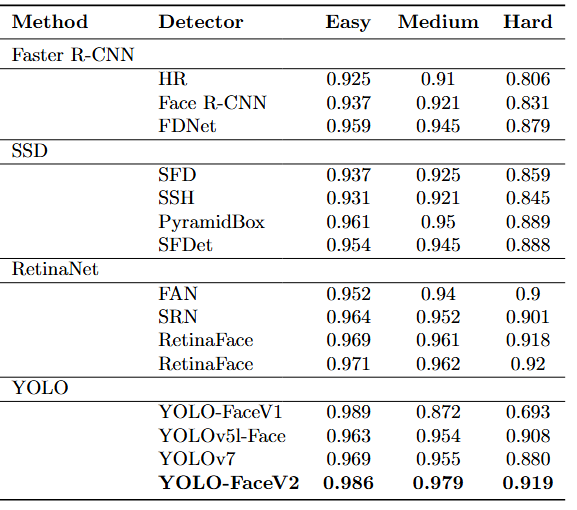 Method Detector Easy Medium Hard
Faster R-CNN
HR 0.925 0.91 0.806
Face R-CNN 0.937 0.921 0.831
FDNet 0.959 0.945 0.879
SSD
SFD 0.937 0.925 0.859
SSH 0.931 0.921 0.845
PyramidBox 0.961 0.95 0.889
SFDet 0.954 0.945 0.888
RetinaNet
FAN 0.952 0.94 0.9
SRN 0.964 0.952 0.901
RetinaFace 0.969 0.961 0.918
RetinaFace 0.971 0.962 0.92
YOLO
YOLO-FaceV1 0.989 0.872 0.693
YOLOv5l-Face 0.963 0.954 0.908
YOLOv7 0.969 0.955 0.880
YOLO-FaceV2 0.986 0.979 0.919